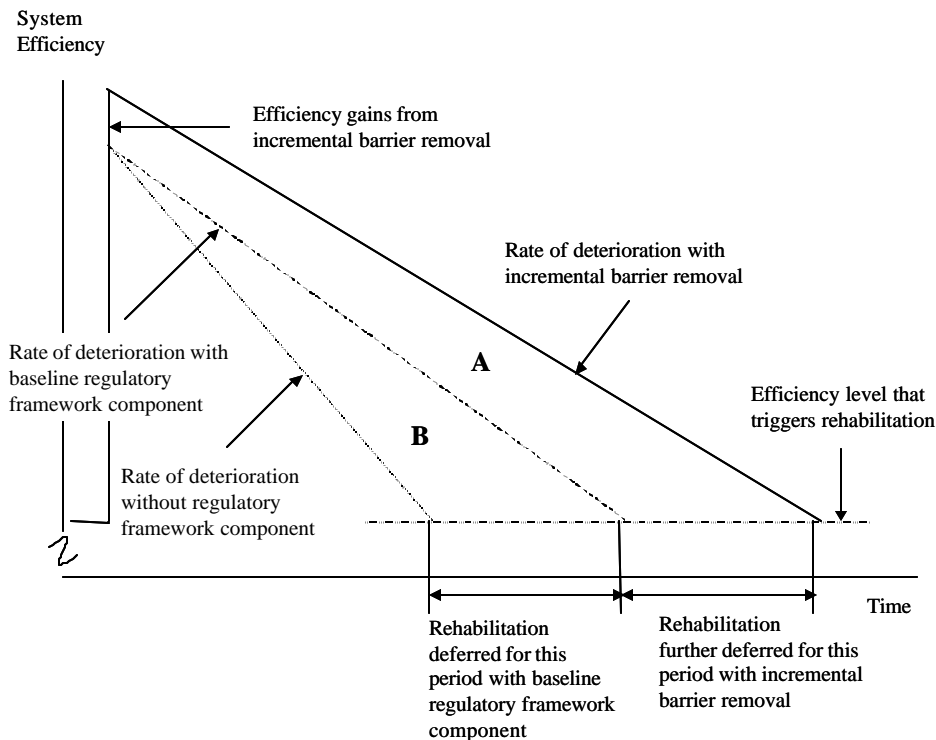 System
Efficiency
Efficiency gains from
incremental barrier removal
Rate of deterioration with
incremental barrier removal
Rate of deterioration with
baseline regulatory
framework component
A
Efficiency level that
triggers rehabilitation
B
Rate of deterioration
without regulatory
framework component
Time
Rehabilitation
deferred for this
period with baseline
regulatory framework
component
Rehabilitation
further deferred for this
period with incremental
barrier removal